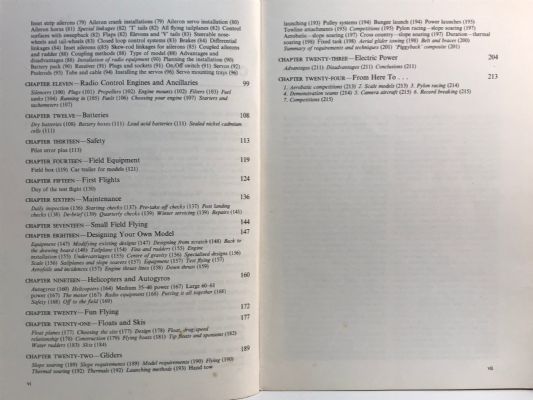 Inset strip ailerons (79) Aileron crank installations (79) Aileron servo installation (80)
Aileron horns (81) Special linkages (82) 'T' tails (82) All flying tailplanes (82) Control
surfaces with sweepback (82) Flaps (82) Elevons and 'V' tails (83) Steerable nose-
wheels and tail-wheels (83) Closed loop control systems (83) Brakes (84) Differential
linkages (84) Inset ailerons (85) Skew-rod linkages for ailerons (85) Coupled ailerons
and rudder (86) Coupling methods (88) Type of model (88) Advantages and
disadvantages (88) Installation of radio equipment (90) Planning the installation (90)
Battery pack (90) Receiver (91) Plugs and sockets (91) On/Off switch (91) Servos (92)
Pushrods (93) Tube and cable (94) Installing the servos (95) Servo mounting trays (96)
CHAPTER ELEVEN—Radio Control Engines and Ancillaries 99
Silencers (100) Plugs (101) Propellers (102) Engine mounts (102) Filters (103) Fuel
tanks (104) Running in (105) Fuels (106) Choosing your engine (107) Starters and
tachometers (107)
CHAPTER TWELVE—Batteries 108
Dry batteries (108) Battery boxes (111) Lead acid batteries (111) Sealed nickel cadmium
cells (111)
CHAPTER THIRTEEN—Safety 113
Pilot error plus (113)
CHAPTER FOURTEEN—Field Equipment 119
Field box (119) Car trailer for models (121)
CHAPTER FIFTEEN—First Flights 124
Day of the test flight (130)
CHAPTER SIXTEEN—Maintenance 136
Daily inspection (136) Starting checks (137) Pre-take off checks (137) Post landing
checks (138) De-brief (139) Quarterly checks (139) Winter servicing (139) Repairs (141)
CHAPTER SEVENTEEN—Small Field Flying 144
CHAPTER EIGHTEEN—Designing Your Own Model 147
Equipment (147) Modifying existing designs (147) Designing from scratch (148) Back to
the drawing board (149) Tailplane (154) Fins and rudders (155) Engine
installation (155) Undercarriages (155) Centre of gravity (156) Specialised designs (156)
Scale (156) Sailplanes and slope soarers (157) Equipment (157) Test flying (157)
Aerofoils and incidences (157) Engine thrust lines (158) Down thrust (159)
CHAPTER NINETEEN—Helicopters and Autogyros 160
Autogyros (160) Helicopters (164) Medium 35–40 power (167) Large 40–61
power (167) The motor (167) Radio equipment (166) Putting it all together (168)
Safety (168) Off to the field (169)
CHAPTER TWENTY—Fun Flying 172
CHAPTER TWENTY-ONE—Floats and Skis 177
Float planes (177) Choosing the size (177) Design (178) Float, drag/speed
relationship (178) Construction (179) Flying boats (181) Tip floats and sponsons (182)
Water rudders (183) Skis (184)
CHAPTER TWENTY-TWO—Gliders 189
Slope soaring (189) Slope requirements (189) Model requirements (190) Flying (190)
Thermal soaring (192) Thermals (192) Launching methods (193) Hand tow
vi
launching (193) Pulley systems (194) Bungee launch (194) Power launches (195)
Towline attachments (195) Competitions (195) Pylon racing—slope soaring (199)
Aerobatic—slope soaring (199) Cross country—slope soaring (199) Duration—thermal
soaring (198) Fixed task (198) Aerial glider towing (198) Belt and braces (200)
Summary of requirements and techniques (201) 'Piggyback' composite (201)
CHAPTER TWENTY-THREE—Electric Power 204
Advantages (211) Disadvantages (211) Conclusions (211)
CHAPTER TWENTY-FOUR—From Here To . . . 213
1. Aerobatic competitions (213) 2. Scale models (213) 3. Pylon racing (214)
4. Demonstration teams (214) 5. Camera aircraft (215) 6. Record breaking (215)
7. Competitions (215)
vii